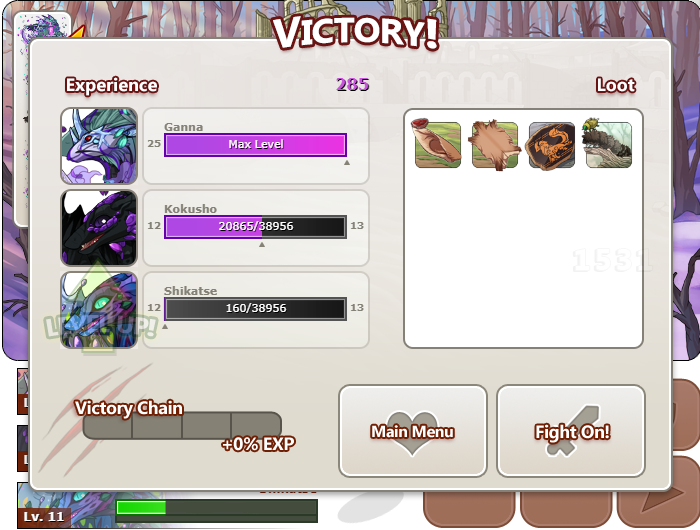 VICTORY!
Experience
285
Loot
Ganna
25
Max Level
Kokusho
12
20865/38956
13
1531
Shikatse
12
160/38956
13
LEVEL UP!
Victory Chain
+0% EXP
Main Menu
Fight On!
Shikatse
Lv. 11